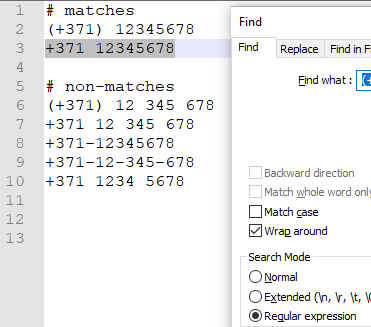 1 # matches
2 (+371) 12345678
3 +371 12345678
4
5 # non-matches
6 (+371) 12 345 678
7 +371 12 345 678
8 +371-12345678
9 +371-12-345-678
10 +371 1234 5678
11
12
13
Find
Find Replace Find in F
Find what :
Backward direction
Match whole word only
Match case
Wrap around
Search Mode
Normal
Extended (\n, \r, \t, \
Regular expression